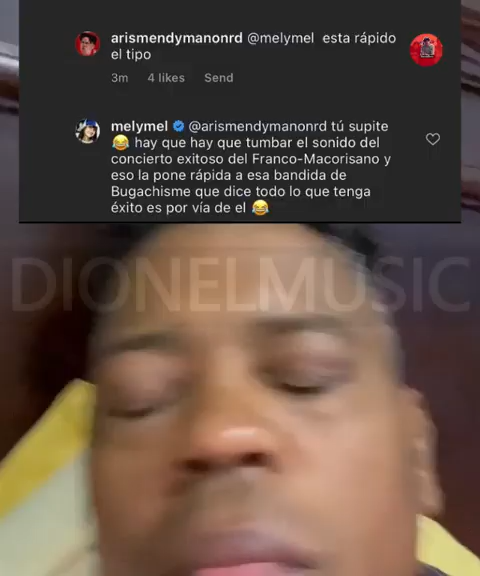 arismendymanonrd @melymel esta rápido
el tipo
3m 4 likes Send
melymel @arismendymanonrd tú supite
😂 hay que hay que tumbar el sonido del
concierto exitoso del Franco-Macorisano y
eso la pone rápida a esa bandida de
Bugachisme que dice todo lo que tenga
éxito es por vía de el 😂
DIONELMUSIC